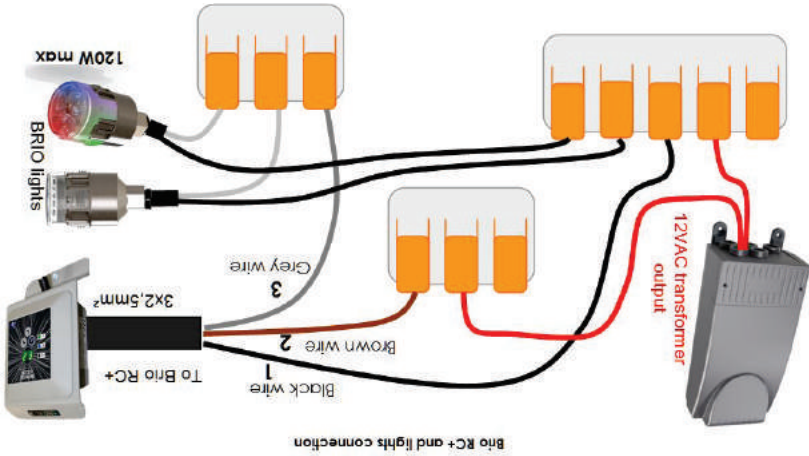 Brio RC+ and lights connection
Black wire
1
Brown wire
2
Grey wire
3
To Brio RC+
3x2,5mm²
12VAC transformer
output
BRIO lights
120W max